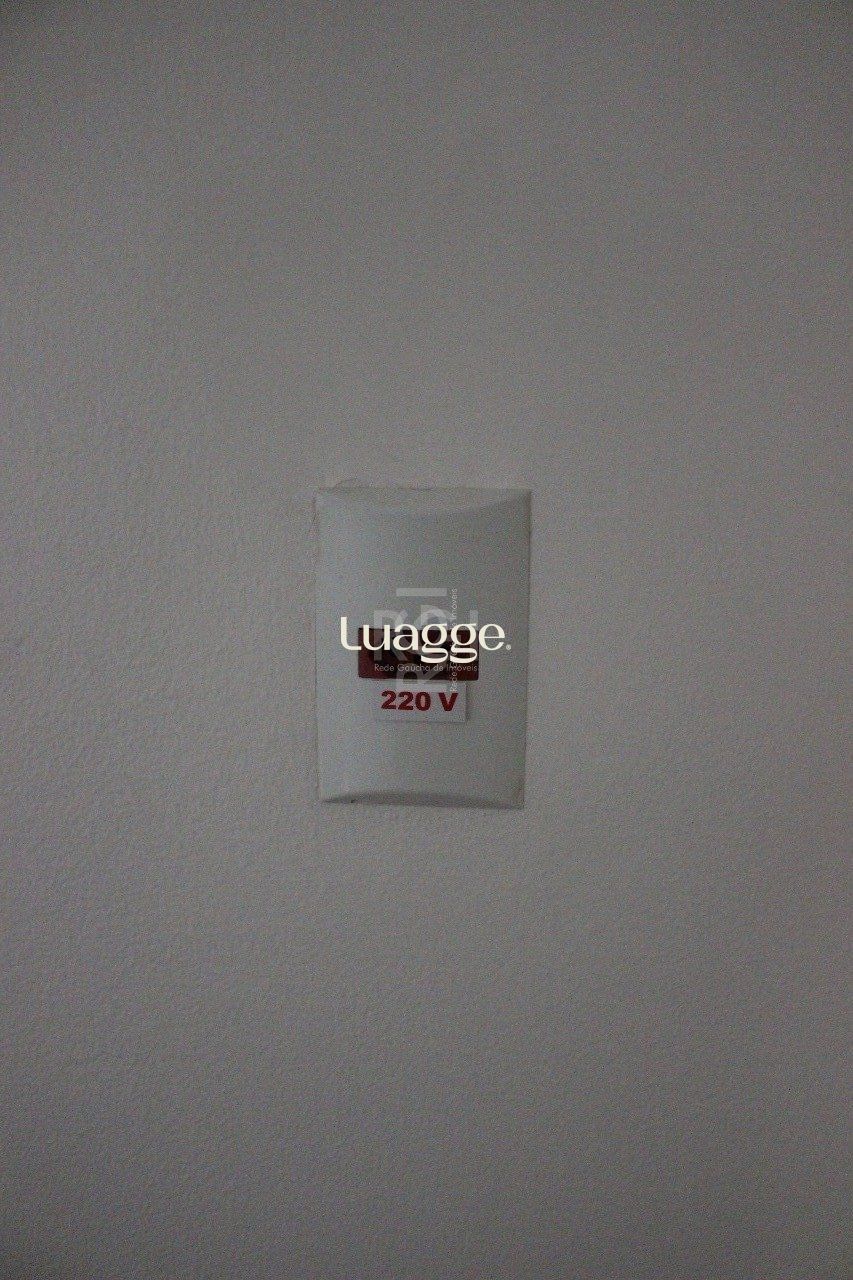 Luagge.
Rede Gaúcha de Imóveis
220 V